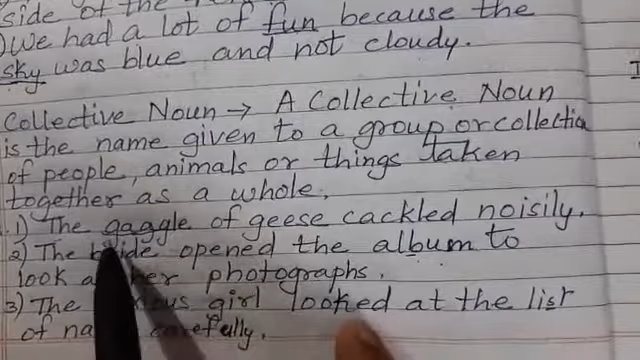 side of the
We had a lot of fun because the
sky was blue and not cloudy.
Collective Noun → A Collective Noun
is the name given to a group or collectio
of people, animals or things taken
together as a whole.
1) The gaggle of geese cackled noisily.
2) The bride opened the album to
look a her photographs.
3) The girl looked at the list
of na carefully.